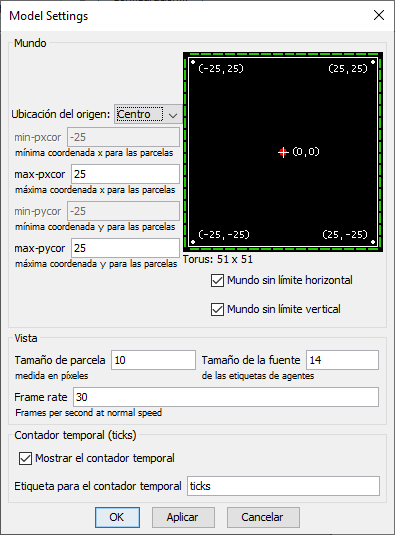 Model Settings
Mundo
(-25,25) (25,25)
Ubicación del origen: Centro
min-pxcor -25
mínima coordenada x para las parcelas
(0,0)
max-pxcor 25
máxima coordenada x para las parcelas
min-pycor -25
mínima coordenada y para las parcelas
(-25,-25) (25,-25)
max-pycor 25
máxima coordenada y para las parcelas
Torus: 51 x 51
Mundo sin límite horizontal
Mundo sin límite vertical
Vista
Tamaño de parcela 10 Tamaño de la fuente 14
medida en píxeles de las etiquetas de agentes
Frame rate 30
Frames per second at normal speed
Contador temporal (ticks)
Mostrar el contador temporal
Etiqueta para el contador temporal ticks
OK Aplicar Cancelar